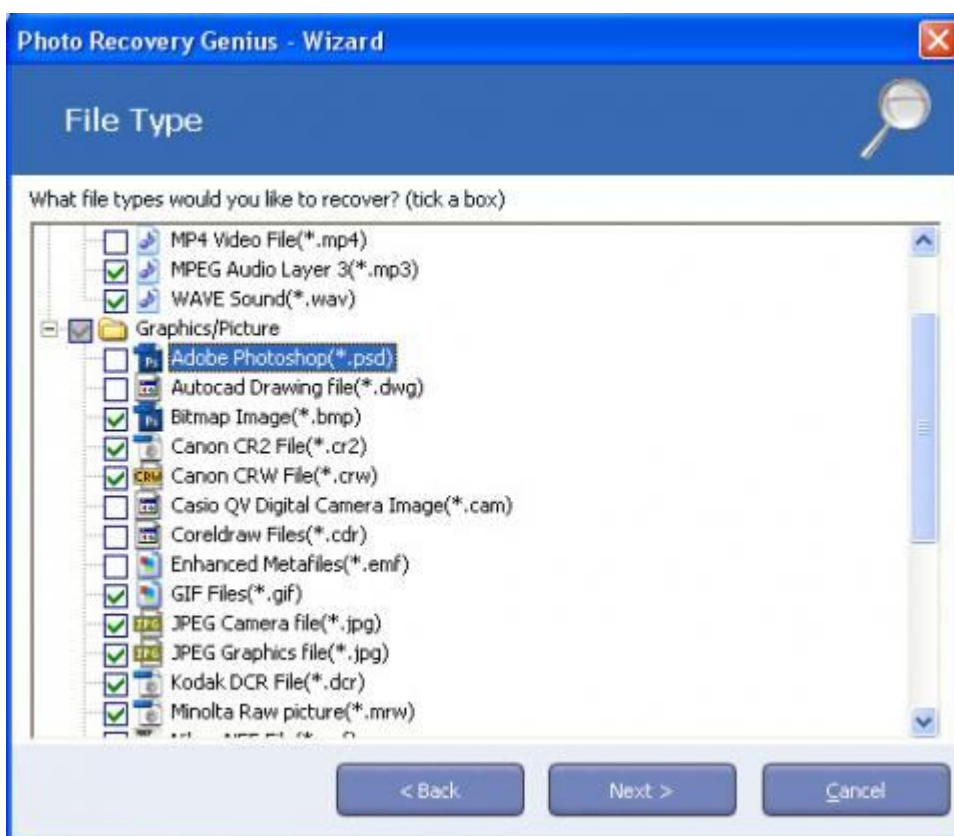 Photo Recovery Genius - Wizard
File Type
What file types would you like to recover? (tick a box)
MP4 Video File(*.mp4)
MPEG Audio Layer 3(*.mp3)
WAVE Sound(*.wav)
Graphics/Picture
Adobe Photoshop(*.psd)
Autocad Drawing file(*.dwg)
Bitmap Image(*.bmp)
Canon CR2 File(*.cr2)
Canon CRW File(*.crw)
Casio QV Digital Camera Image(*.cam)
Coreldraw Files(*.cdr)
Enhanced Metafiles(*.emf)
GIF Files(*.gif)
JPEG Camera file(*.jpg)
JPEG Graphics file(*.jpg)
Kodak DCR File(*.dcr)
Minolta Raw picture(*.mrw)
< Back
Next >
Cancel